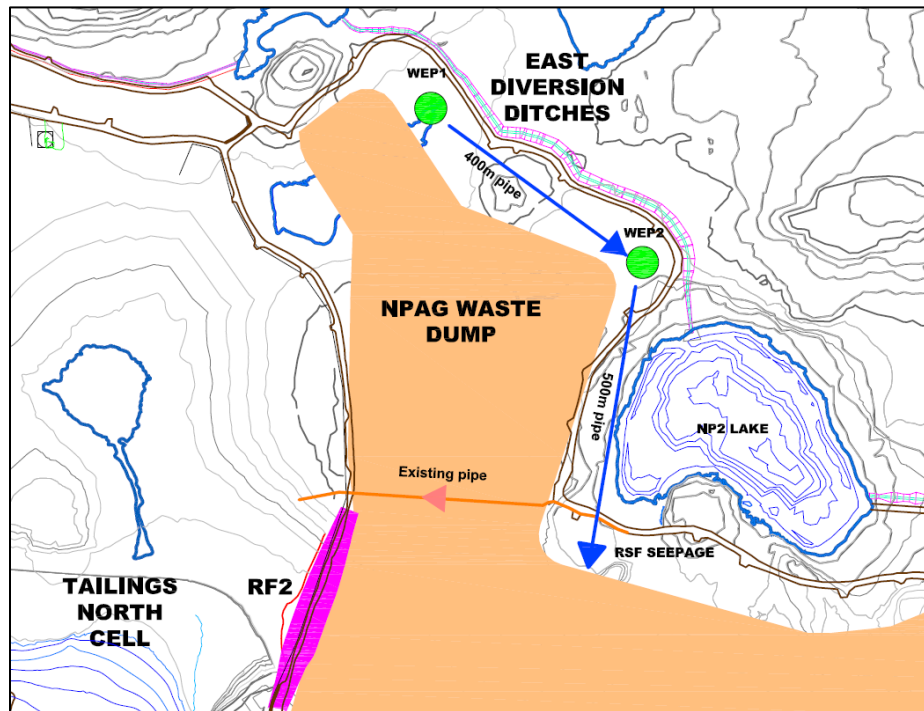 WEP1
EAST
DIVERSION
DITCHES
400m pipe
WEP2
NPAG WASTE
DUMP
500m pipe
NP2 LAKE
Existing pipe
RSF SEEPAGE
TAILINGS
NORTH
CELL
RF2